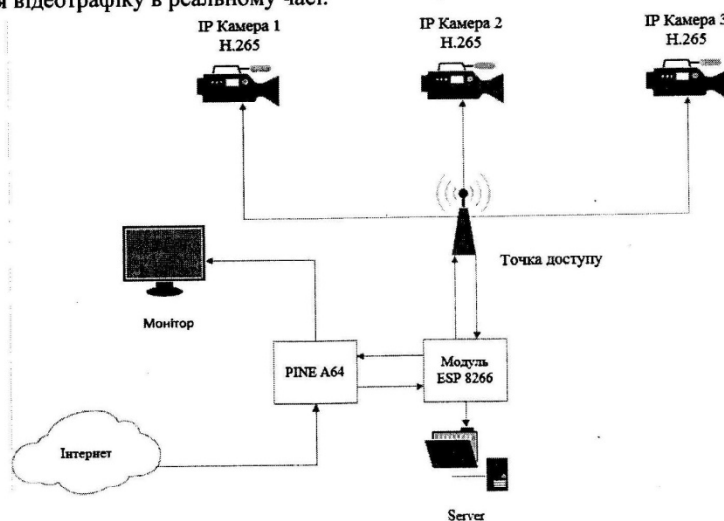 я відеотрафіку в реальному часі.
IP Камера 1
H.265
IP Камера 2
H.265
IP Камера 3
H.265
Точка доступу
Монітор
PINE A64
Модуль
ESP 8266
Інтернет
Server